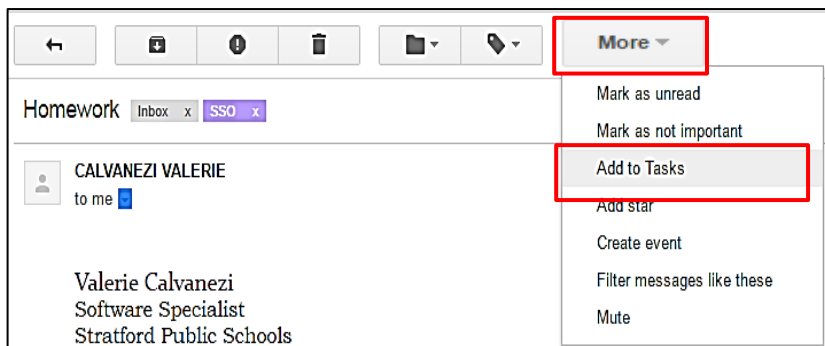 More
Homework Inbox x SSO x
CALVANEZI VALERIE
to me
Valerie Calvanezi
Software Specialist
Stratford Public Schools
Mark as unread
Mark as not important
Add to Tasks
Add star
Create event
Filter messages like these
Mute